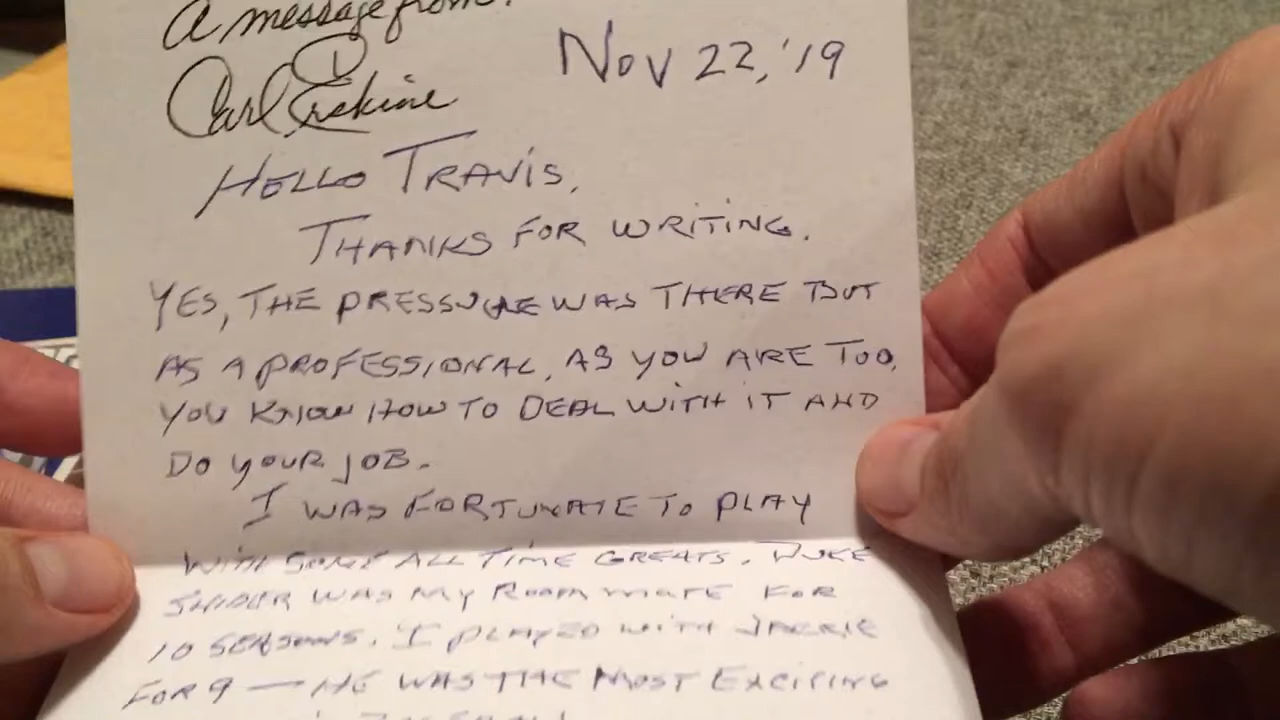 A message from:
Carl Erskine
Nov 22, '19
HELLO TRAVIS,
THANKS FOR WRITING.
YES, THE PRESSURE WAS THERE BUT
AS A PROFESSIONAL, AS YOU ARE TOO,
YOU KNOW HOW TO DEAL WITH IT AND
DO YOUR JOB.
I WAS FORTUNATE TO PLAY
WITH SOME ALL TIME GREATS. DUKE
SNIDER WAS MY ROOM MATE FOR
10 SEASONS. I PLAYED WITH JACKIE
FOR 9 — HE WAS THE MOST EXCITING